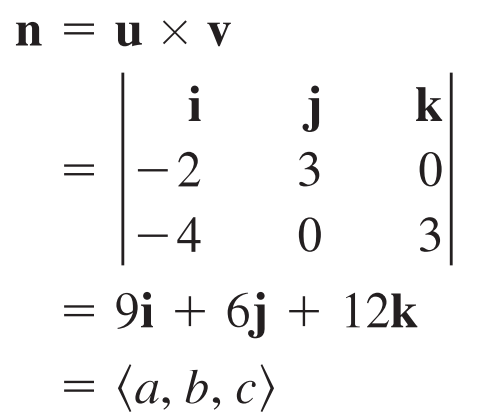 n = u × v
i j k
= | −2 3 0 |
−4 0 3
= 9i + 6j + 12k
= ⟨a, b, c⟩